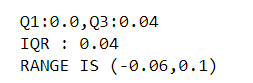 Q1:0.0,Q3:0.04
IQR : 0.04
RANGE IS (-0.06,0.1)